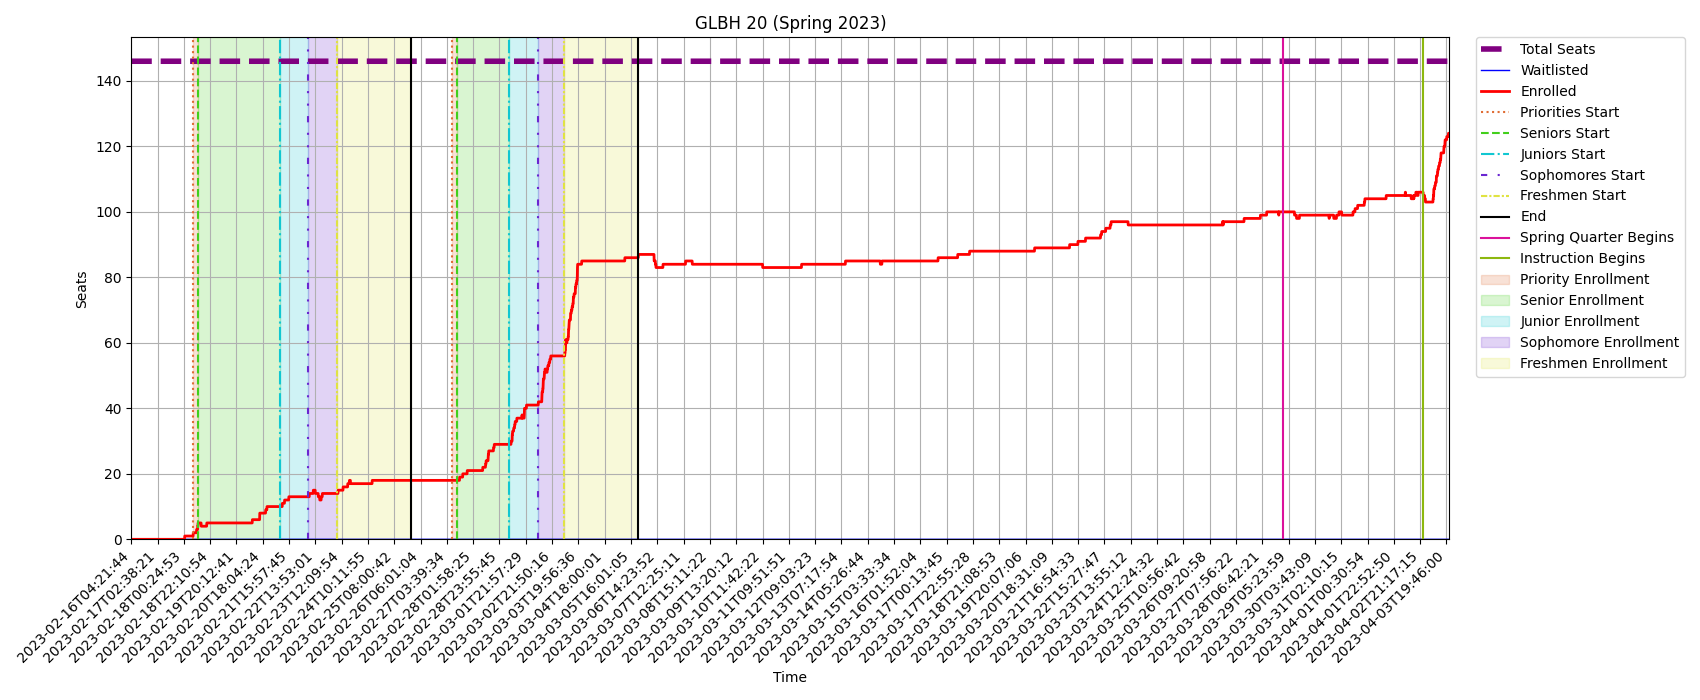 GLBH 20 (Spring 2023)
Seats
140
120
100
80
60
40
20
0
2023-02-16T04:21:44
2023-02-17T02:38:21
2023-02-18T00:24:53
2023-02-18T22:10:54
2023-02-19T20:12:41
2023-02-20T18:04:24
2023-02-21T15:57:45
2023-02-22T13:53:01
2023-02-23T12:09:54
2023-02-24T10:11:55
2023-02-25T08:00:42
2023-02-26T06:01:04
2023-02-27T03:39:34
2023-02-28T01:58:25
2023-02-28T23:55:45
2023-03-01T21:57:29
2023-03-02T21:50:16
2023-03-03T19:56:36
2023-03-04T18:00:01
2023-03-05T16:01:05
2023-03-06T14:23:52
2023-03-07T12:25:11
2023-03-08T15:11:22
2023-03-09T13:20:12
2023-03-10T11:42:22
2023-03-11T09:51:51
2023-03-12T09:03:23
2023-03-13T07:17:54
2023-03-14T05:26:44
2023-03-15T03:33:34
2023-03-16T01:52:04
2023-03-17T00:13:45
2023-03-17T22:55:28
2023-03-18T21:08:53
2023-03-19T20:07:06
2023-03-20T18:31:09
2023-03-21T16:54:33
2023-03-22T15:27:47
2023-03-23T13:55:12
2023-03-24T12:24:32
2023-03-25T10:56:42
2023-03-26T09:20:58
2023-03-27T07:56:22
2023-03-28T06:42:21
2023-03-29T05:23:59
2023-03-30T03:43:09
2023-03-31T02:10:15
2023-04-01T00:30:54
2023-04-01T22:52:50
2023-04-02T21:17:15
2023-04-03T19:46:00
Time
Total Seats
Waitlisted
Enrolled
Priorities Start
Seniors Start
Juniors Start
Sophomores Start
Freshmen Start
End
Spring Quarter Begins
Instruction Begins
Priority Enrollment
Senior Enrollment
Junior Enrollment
Sophomore Enrollment
Freshmen Enrollment